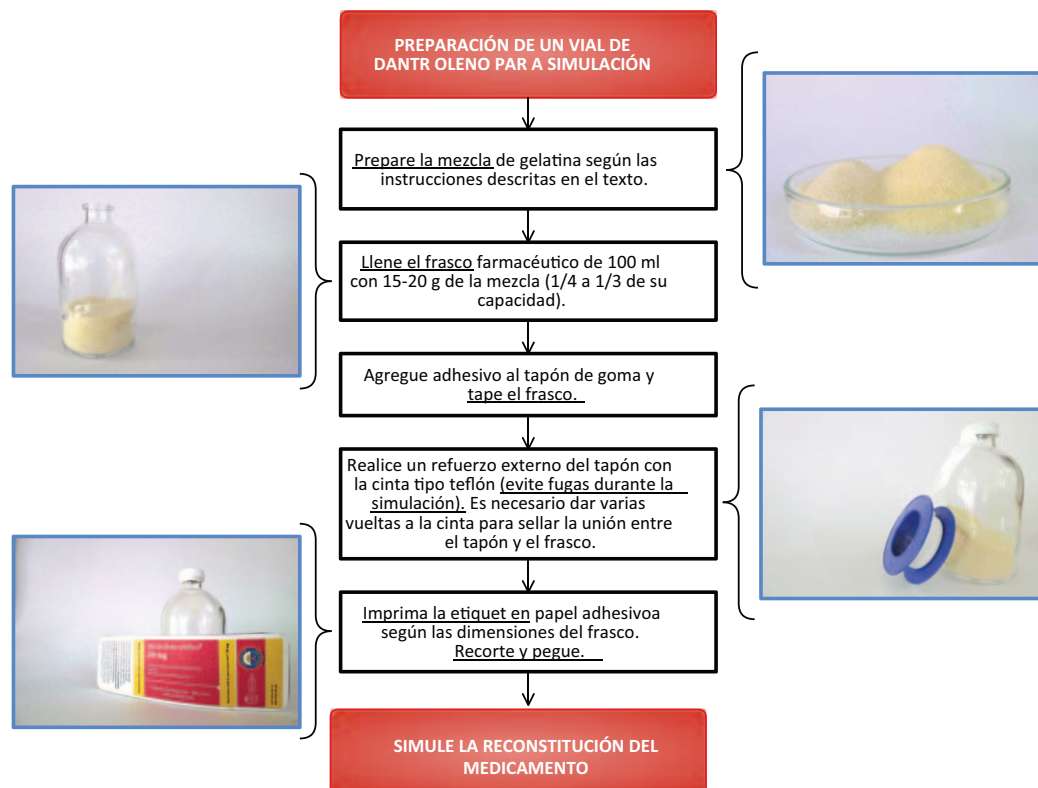 PREPARACIÓN DE UN VIAL DE
DANTR OLENO PAR A SIMULACIÓN
Prepare la mezcla de gelatina según las
instrucciones descritas en el texto.
Llene el frasco farmacéutico de 100 ml
con 15-20 g de la mezcla (1/4 a 1/3 de su
capacidad).
Agregue adhesivo al tapón de goma y
tape el frasco.
Realice un refuerzo externo del tapón con
la cinta tipo teflón (evite fugas durante la
simulación). Es necesario dar varias
vueltas a la cinta para sellar la unión entre
el tapón y el frasco.
Imprima la etiquet en papel adhesivoa
según las dimensiones del frasco.
Recorte y pegue.
SIMULE LA RECONSTITUCIÓN DEL
MEDICAMENTO